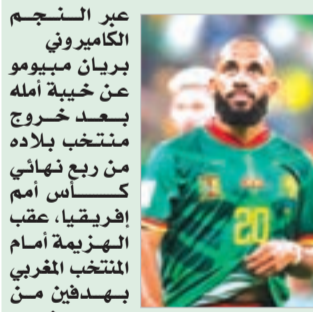 عبر النجم
الكاميروني
بريان مبيومو
عن خيبة أمله
بعد خروج
منتخب بلاده
من ربع نهائي
كأس أمم
إفريقيا، عقب
الهزيمة أمام
المنتخب المغربي
بهدفين من
20